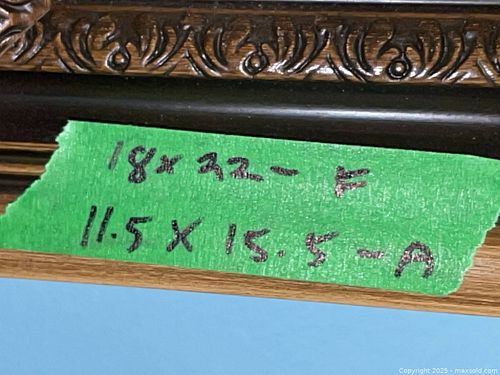 18x22- F
11.5 X 15.5 - A
Copyright 2025 - maxsold.com